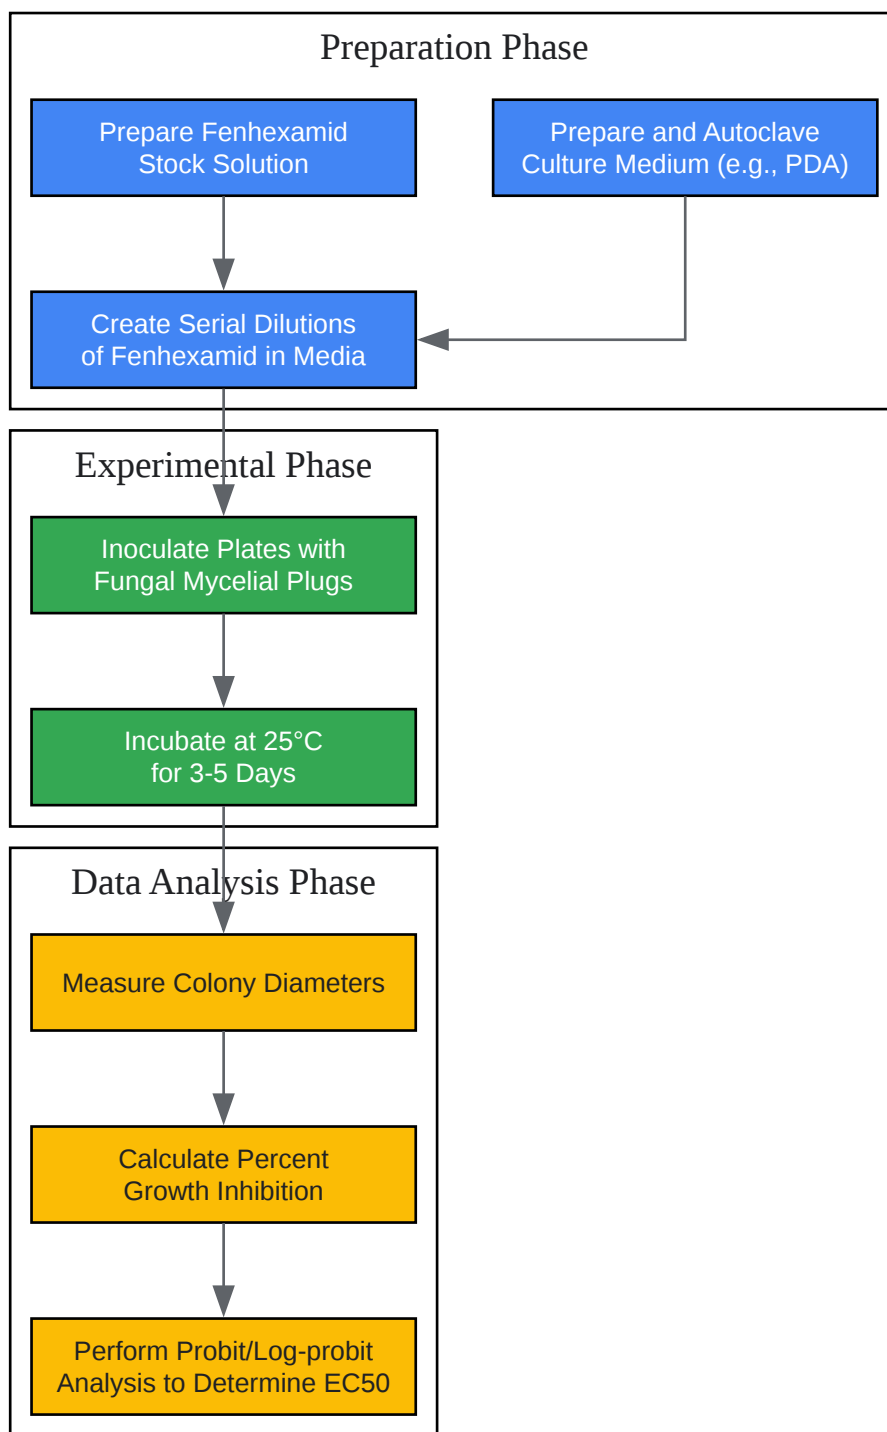 Preparation Phase
Prepare Fenhexamid
Stock Solution
Prepare and Autoclave
Culture Medium (e.g., PDA)
Create Serial Dilutions
of Fenhexamid in Media
Experimental Phase
Inoculate Plates with
Fungal Mycelial Plugs
Incubate at 25°C
for 3-5 Days
Data Analysis Phase
Measure Colony Diameters
Calculate Percent
Growth Inhibition
Perform Probit/Log-probit
Analysis to Determine EC50